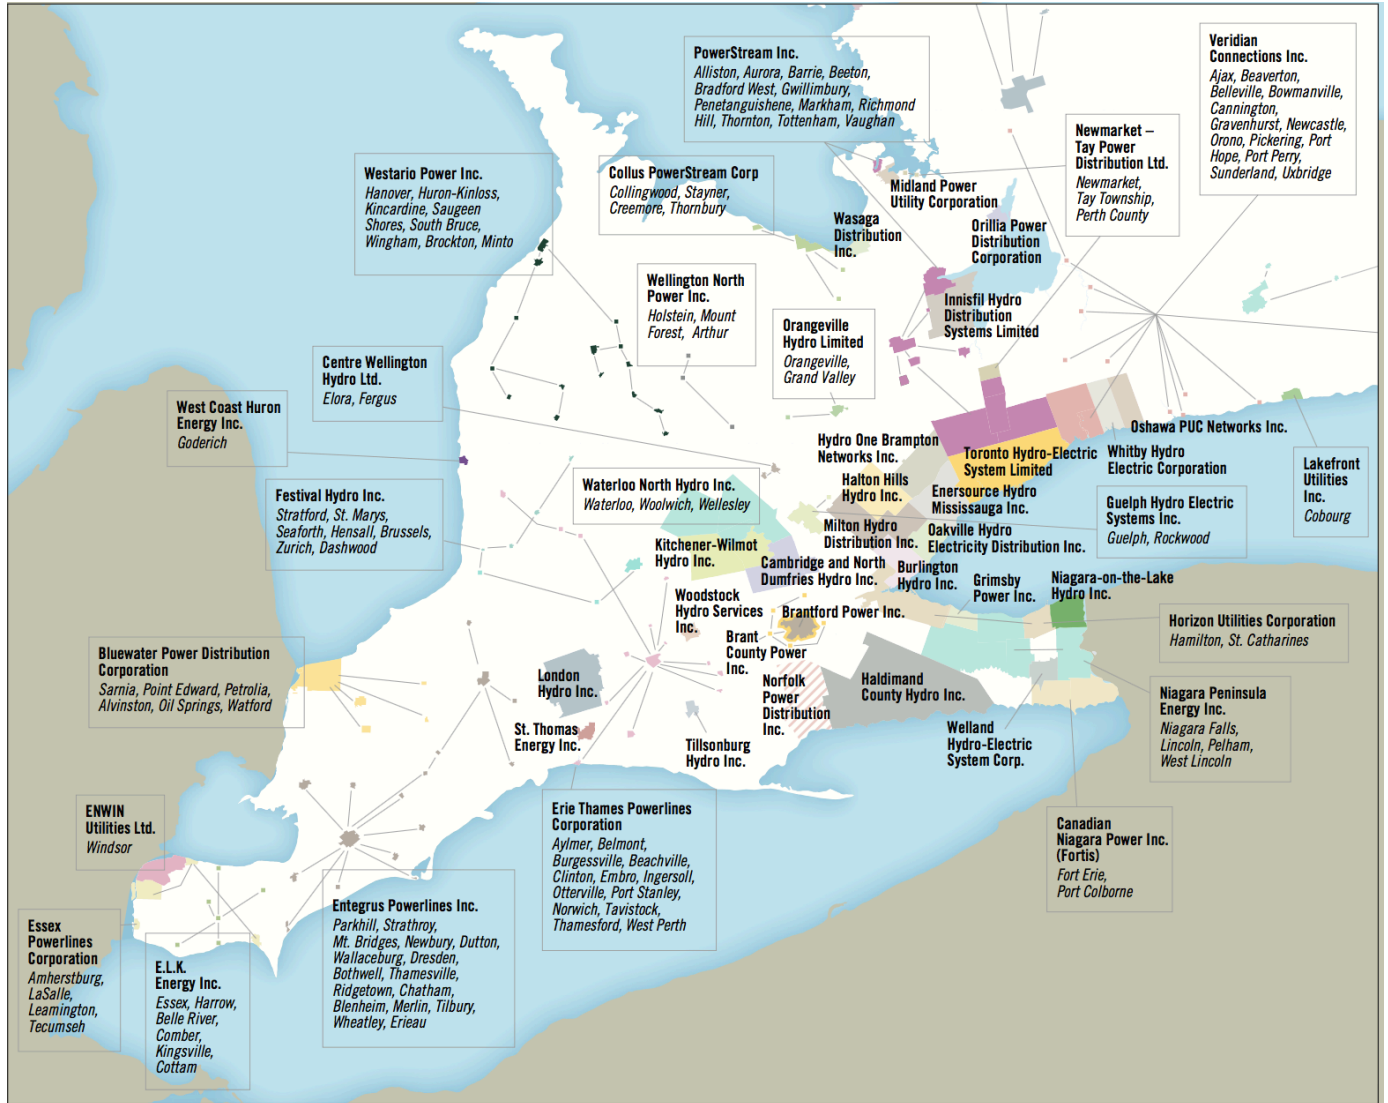 PowerStream Inc.
Alliston, Aurora, Barrie, Beeton,
Bradford West, Gwillimbury,
Penetanguishene, Markham, Richmond
Hill, Thornton, Tottenham, Vaughan
Veridian
Connections Inc.
Ajax, Beaverton,
Belleville, Bowmanville,
Cannington,
Gravenhurst, Newcastle,
Orono, Pickering, Port
Hope, Port Perry,
Sunderland, Uxbridge
Newmarket –
Tay Power
Distribution Ltd.
Newmarket,
Tay Township,
Perth County
Westario Power Inc.
Hanover, Huron-Kinloss,
Kincardine, Saugeen
Shores, South Bruce,
Wingham, Brockton, Minto
Collus PowerStream Corp
Collingwood, Stayner,
Creemore, Thornbury
Midland Power
Utility Corporation
Wasaga
Distribution
Inc.
Orillia Power
Distribution
Corporation
Wellington North
Power Inc.
Holstein, Mount
Forest, Arthur
Innisfil Hydro
Distribution
Systems Limited
Orangeville
Hydro Limited
Orangeville,
Grand Valley
Centre Wellington
Hydro Ltd.
Elora, Fergus
West Coast Huron
Energy Inc.
Goderich
Hydro One Brampton
Networks Inc.
Toronto Hydro-Electric
System Limited
Oshawa PUC Networks Inc.
Whitby Hydro
Electric Corporation
Lakefront
Utilities
Inc.
Cobourg
Festival Hydro Inc.
Stratford, St. Marys,
Seaforth, Hensall, Brussels,
Zurich, Dashwood
Waterloo North Hydro Inc.
Waterloo, Woolwich, Wellesley
Halton Hills
Hydro Inc.
Enersource Hydro
Mississauga Inc.
Guelph Hydro Electric
Systems Inc.
Guelph, Rockwood
Milton Hydro
Distribution Inc.
Oakville Hydro
Electricity Distribution Inc.
Kitchener-Wilmot
Hydro Inc.
Cambridge and North
Dumfries Hydro Inc.
Burlington
Hydro Inc.
Grimsby
Power Inc.
Niagara-on-the-Lake
Hydro Inc.
Woodstock
Hydro Services
Inc.
Brantford Power Inc.
Horizon Utilities Corporation
Hamilton, St. Catharines
Brant
County Power
Inc.
Bluewater Power Distribution
Corporation
Sarnia, Point Edward, Petrolia,
Alvinston, Oil Springs, Watford
London
Hydro Inc.
Norfolk
Power
Distribution
Inc.
Haldimand
County Hydro Inc.
Niagara Peninsula
Energy Inc.
Niagara Falls,
Lincoln, Pelham,
West Lincoln
St. Thomas
Energy Inc.
Tillsonburg
Hydro Inc.
Welland
Hydro-Electric
System Corp.
ENWIN
Utilities Ltd.
Windsor
Erie Thames Powerlines
Corporation
Aylmer, Belmont,
Burgessville, Beachville,
Clinton, Embro, Ingersoll,
Otterville, Port Stanley,
Norwich, Tavistock,
Thamesford, West Perth
Canadian
Niagara Power Inc.
(Fortis)
Fort Erie,
Port Colborne
Entegrus Powerlines Inc.
Parkhill, Strathroy,
Mt. Bridges, Newbury, Dutton,
Wallaceburg, Dresden,
Bothwell, Thamesville,
Ridgetown, Chatham,
Blenheim, Merlin, Tilbury,
Wheatley, Erieau
Essex
Powerlines
Corporation
Amherstburg,
LaSalle,
Leamington,
Tecumseh
E.L.K.
Energy Inc.
Essex, Harrow,
Belle River,
Comber,
Kingsville,
Cottam